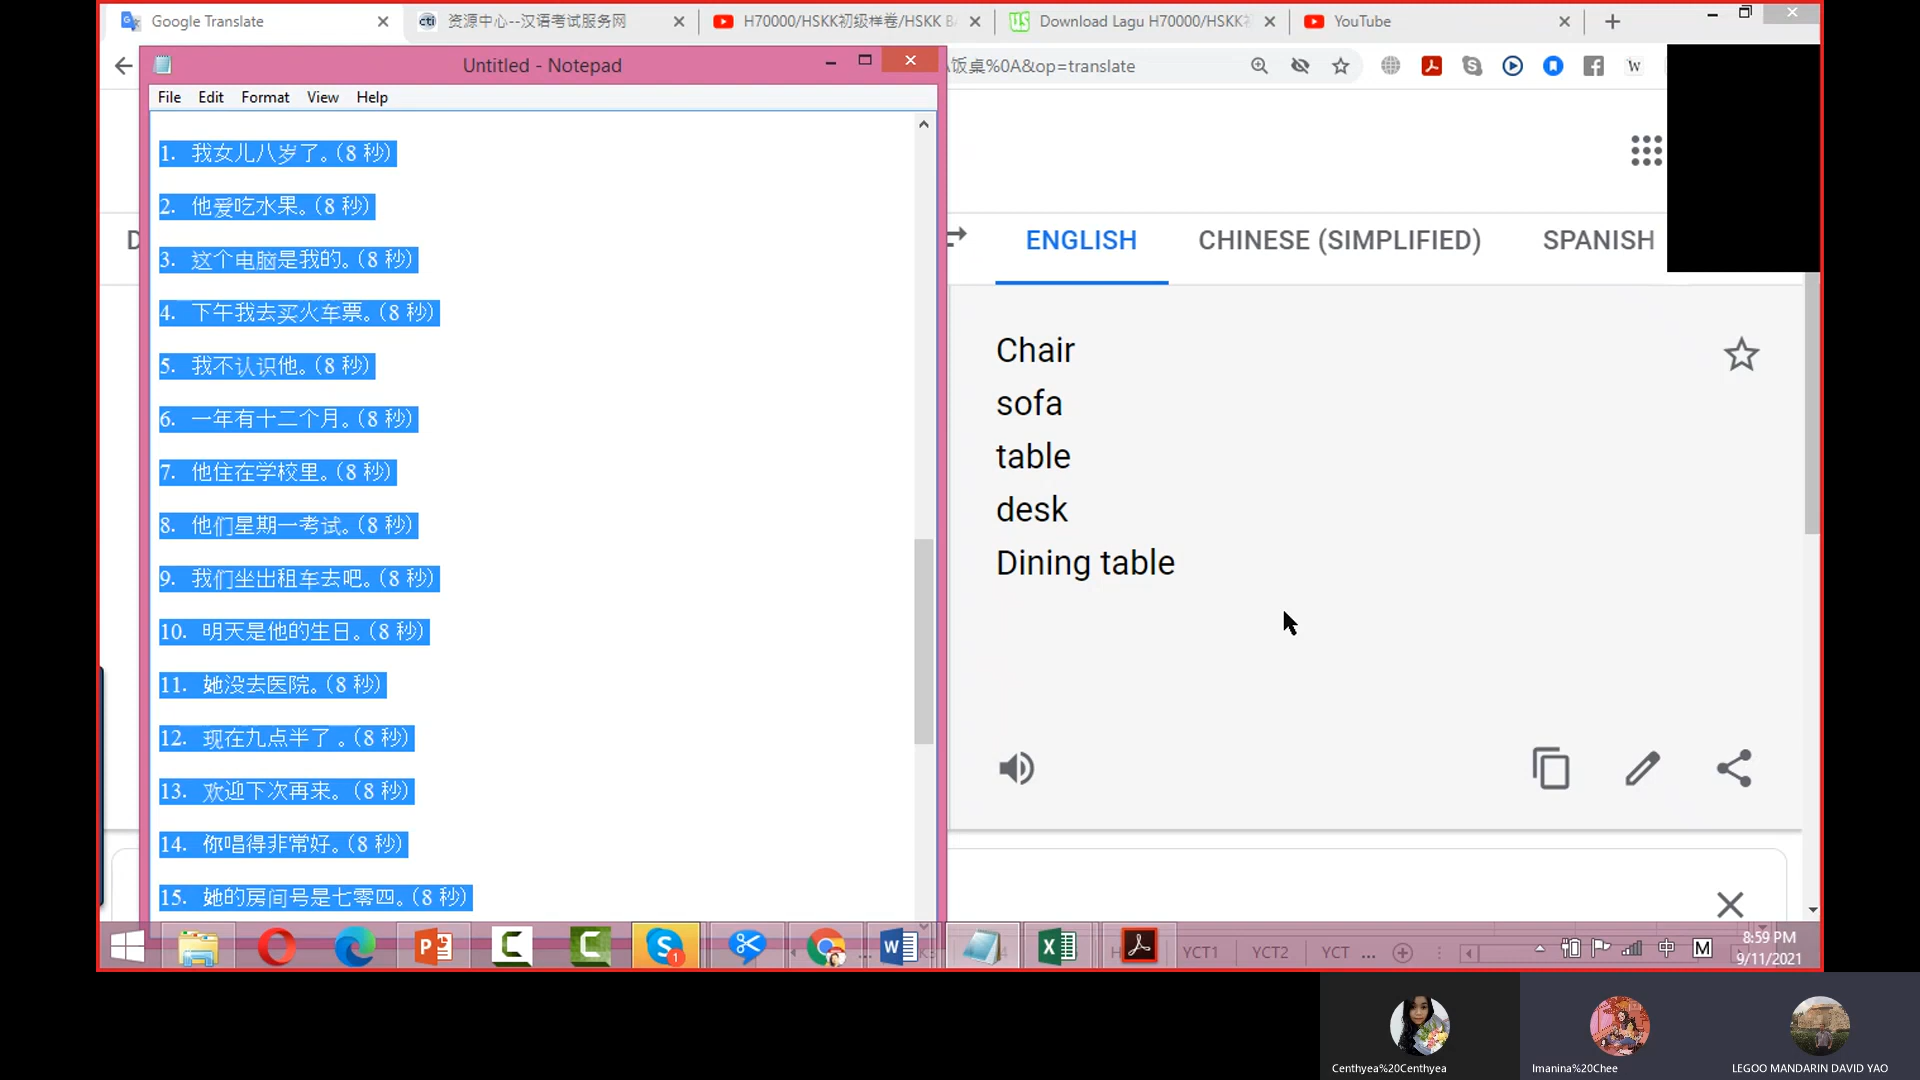 Google Translate
资源中心--汉语考试服务网
H70000/HSKK初级样卷/HSKK B
Download Lagu H70000/HSKK初
YouTube
Untitled - Notepad
饭桌%0A&op=translate
File Edit Format View Help
1. 我女儿八岁了。（8 秒）
2. 他爱吃水果。（8 秒）
3. 这个电脑是我的。（8 秒）
4. 下午我去买火车票。（8 秒）
5. 我不认识他。（8 秒）
6. 一年有十二个月。（8 秒）
7. 他住在学校里。（8 秒）
8. 他们星期一考试。（8 秒）
9. 我们坐出租车去吧。（8 秒）
10. 明天是他的生日。（8 秒）
11. 她没去医院。（8 秒）
12. 现在九点半了 。（8 秒）
13. 欢迎下次再来。（8 秒）
14. 你唱得非常好。（8 秒）
15. 她的房间号是七零四。（8 秒）
ENGLISH CHINESE (SIMPLIFIED) SPANISH
Chair
sofa
table
desk
Dining table
YCT1 YCT2 YCT ...
中 M
8:59 PM
9/11/2021
Centhyea%20Centhyea
Imanina%20Chee
LEGOO MANDARIN DAVID YAO